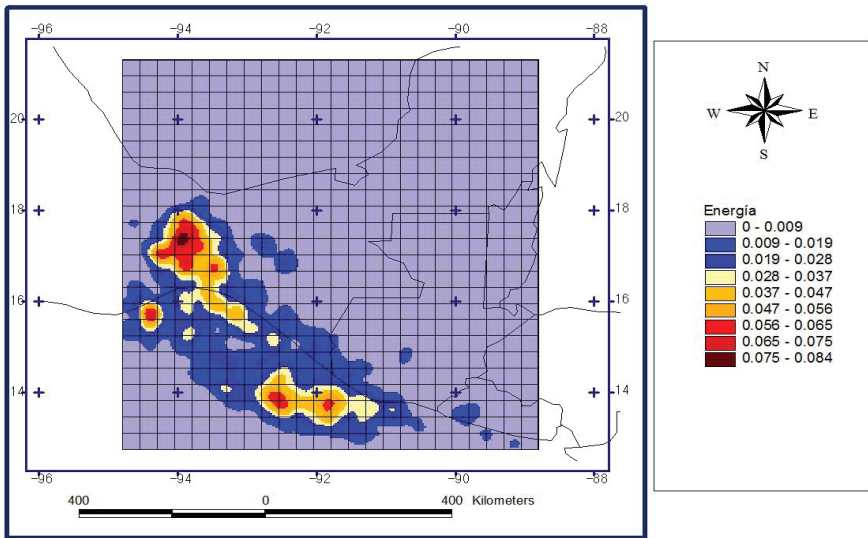 -96 -94 -92 -90 -88
20
18
16
14
20
18
16
14
-96 -94 -92 -90 -88
400 0 400 Kilometers
N
W E
S
Energía
0 - 0.009
0.009 - 0.019
0.019 - 0.028
0.028 - 0.037
0.037 - 0.047
0.047 - 0.056
0.056 - 0.065
0.065 - 0.075
0.075 - 0.084